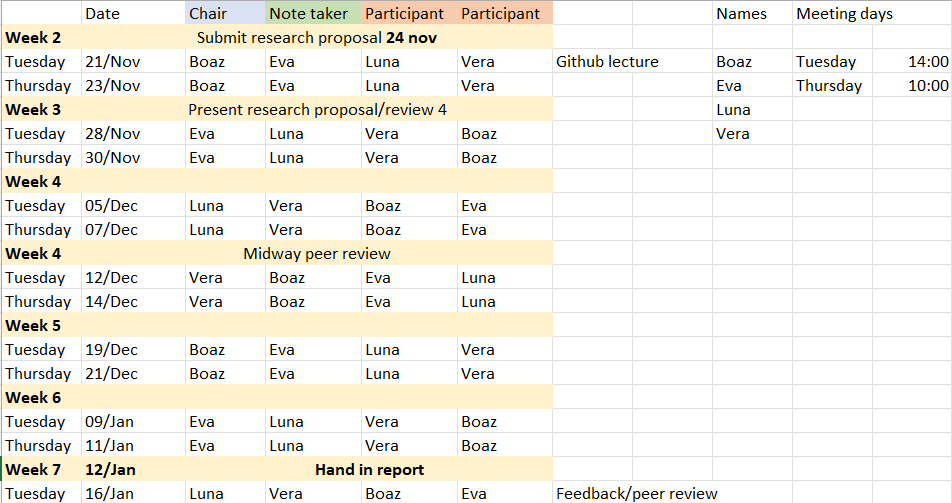 Date Chair Note taker Participant Participant Names Meeting days
Week 2 Submit research proposal 24 nov
Tuesday 21/Nov Boaz Eva Luna Vera Github lecture Boaz Tuesday 14:00
Thursday 23/Nov Boaz Eva Luna Vera Eva Thursday 10:00
Week 3 Present research proposal/review 4 Luna
Tuesday 28/Nov Eva Luna Vera Boaz Vera
Thursday 30/Nov Eva Luna Vera Boaz
Week 4
Tuesday 05/Dec Luna Vera Boaz Eva
Thursday 07/Dec Luna Vera Boaz Eva
Week 4 Midway peer review
Tuesday 12/Dec Vera Boaz Eva Luna
Thursday 14/Dec Vera Boaz Eva Luna
Week 5
Tuesday 19/Dec Boaz Eva Luna Vera
Thursday 21/Dec Boaz Eva Luna Vera
Week 6
Tuesday 09/Jan Eva Luna Vera Boaz
Thursday 11/Jan Eva Luna Vera Boaz
Week 7 12/Jan Hand in report
Tuesday 16/Jan Luna Vera Boaz Eva Feedback/peer review